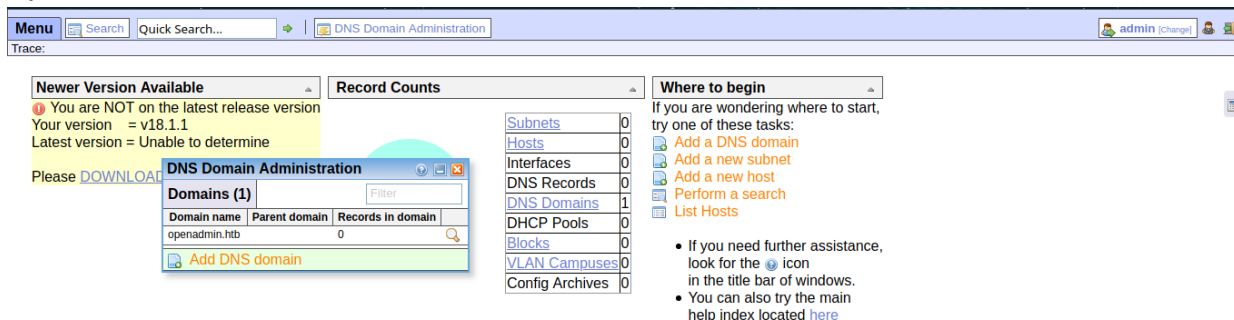 Menu Search Quick Search... DNS Domain Administration admin [Change]
Trace:
Newer Version Available
You are NOT on the latest release version
Your version = v18.1.1
Latest version = Unable to determine
Please DOWNLOAD
Record Counts
Subnets 0
Hosts 0
Interfaces 0
DNS Records 0
DNS Domains 1
DHCP Pools 0
Blocks 0
VLAN Campuses 0
Config Archives 0
DNS Domain Administration
Domains (1) Filter
Domain name Parent domain Records in domain
openadmin.htb 0
Add DNS domain
Where to begin
If you are wondering where to start,
try one of these tasks:
Add a DNS domain
Add a new subnet
Add a new host
Perform a search
List Hosts
• If you need further assistance,
look for the icon
in the title bar of windows.
• You can also try the main
help index located here